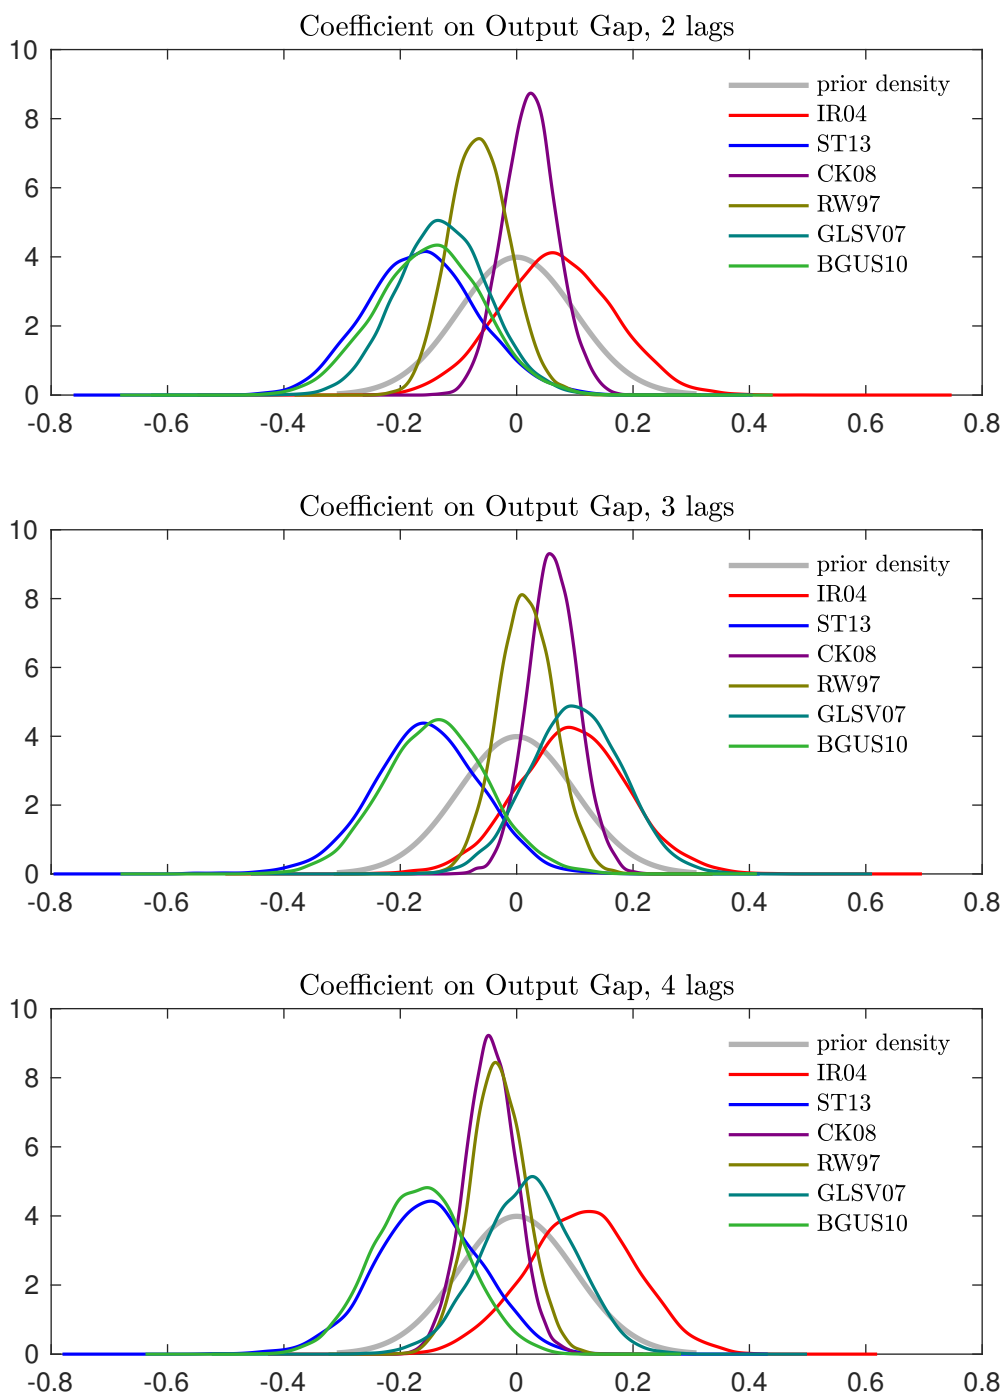 Coefficient on Output Gap, 2 lags
10
8
6
4
2
0
prior density
IR04
ST13
CK08
RW97
GLSV07
BGUS10
-0.8 -0.6 -0.4 -0.2 0 0.2 0.4 0.6 0.8
Coefficient on Output Gap, 3 lags
10
8
6
4
2
0
prior density
IR04
ST13
CK08
RW97
GLSV07
BGUS10
-0.8 -0.6 -0.4 -0.2 0 0.2 0.4 0.6 0.8
Coefficient on Output Gap, 4 lags
10
8
6
4
2
0
prior density
IR04
ST13
CK08
RW97
GLSV07
BGUS10
-0.8 -0.6 -0.4 -0.2 0 0.2 0.4 0.6 0.8